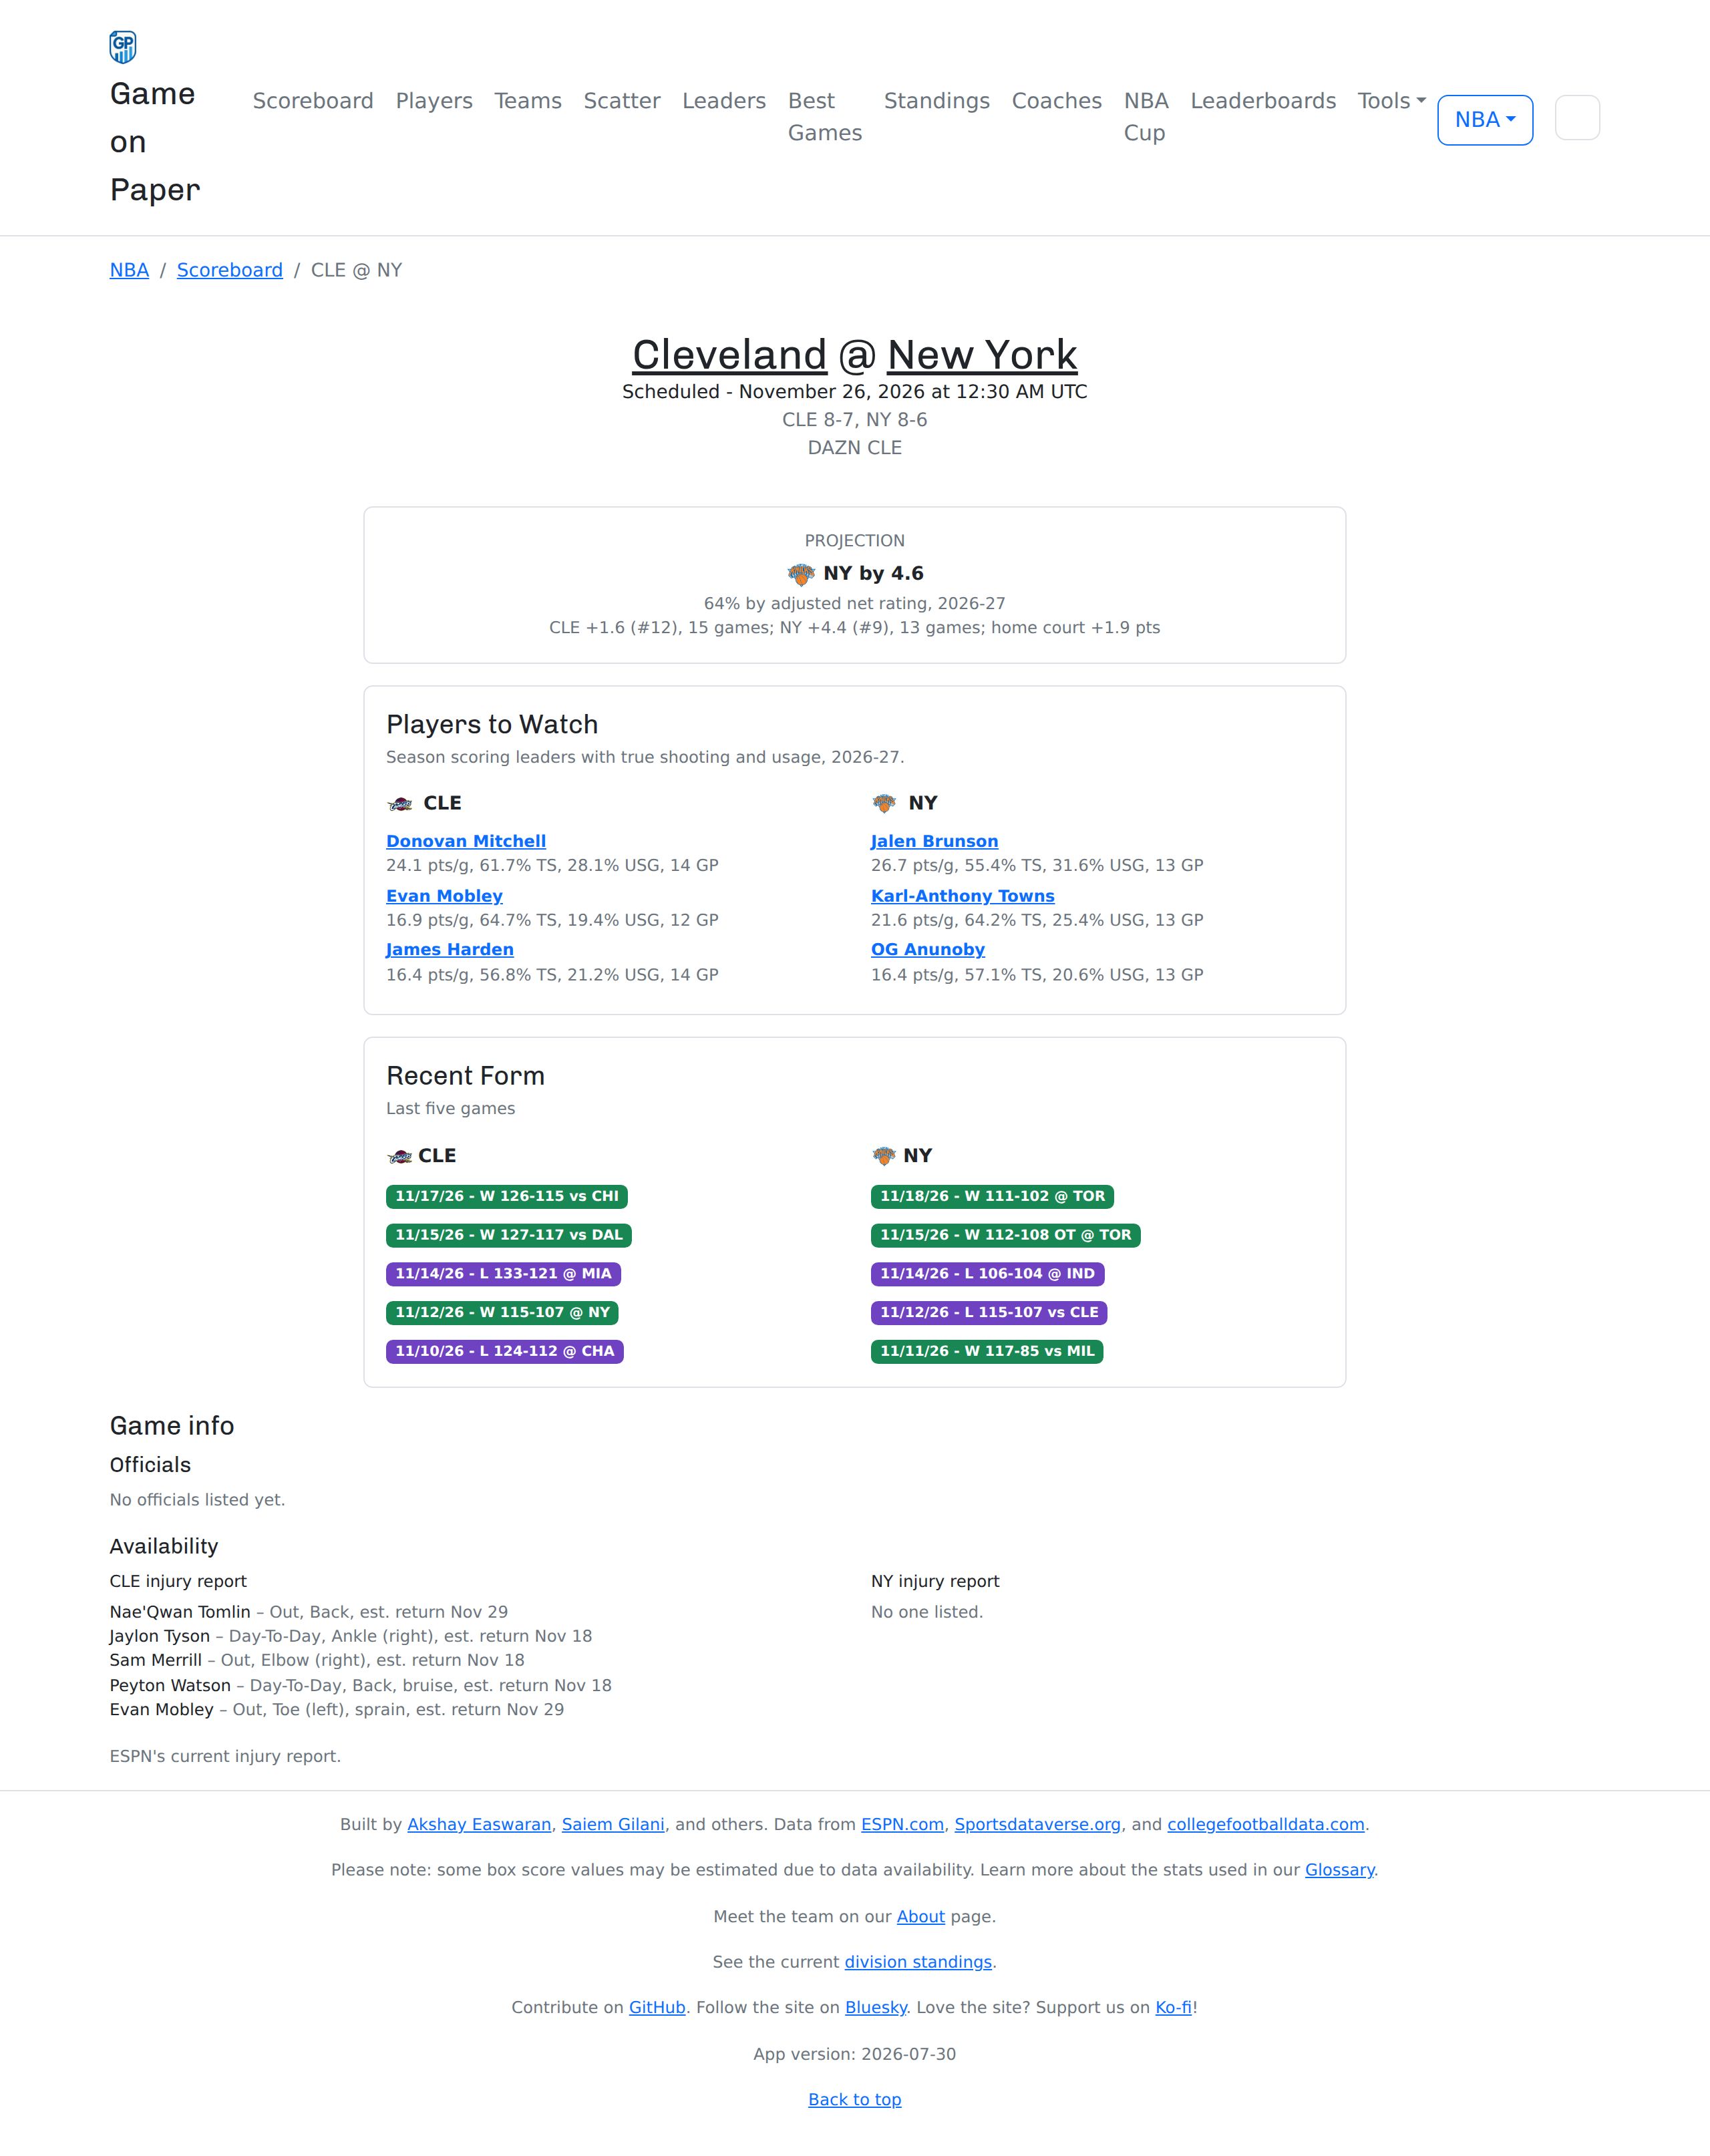 GP
Game
on
Paper
Scoreboard Players Teams Scatter Leaders Best Games Standings Coaches NBA Cup Leaderboards Tools NBA
NBA / Scoreboard / CLE @ NY
Cleveland @ New York
Scheduled - November 26, 2026 at 12:30 AM UTC
CLE 8-7, NY 8-6
DAZN CLE
PROJECTION
NY by 4.6
64% by adjusted net rating, 2026-27
CLE +1.6 (#12), 15 games; NY +4.4 (#9), 13 games; home court +1.9 pts
Players to Watch
Season scoring leaders with true shooting and usage, 2026-27.
CLE
Donovan Mitchell
24.1 pts/g, 61.7% TS, 28.1% USG, 14 GP
Evan Mobley
16.9 pts/g, 64.7% TS, 19.4% USG, 12 GP
James Harden
16.4 pts/g, 56.8% TS, 21.2% USG, 14 GP
NY
Jalen Brunson
26.7 pts/g, 55.4% TS, 31.6% USG, 13 GP
Karl-Anthony Towns
21.6 pts/g, 64.2% TS, 25.4% USG, 13 GP
OG Anunoby
16.4 pts/g, 57.1% TS, 20.6% USG, 13 GP
Recent Form
Last five games
CLE
11/17/26 - W 126-115 vs CHI
11/15/26 - W 127-117 vs DAL
11/14/26 - L 133-121 @ MIA
11/12/26 - W 115-107 @ NY
11/10/26 - L 124-112 @ CHA
NY
11/18/26 - W 111-102 @ TOR
11/15/26 - W 112-108 OT @ TOR
11/14/26 - L 106-104 @ IND
11/12/26 - L 115-107 vs CLE
11/11/26 - W 117-85 vs MIL
Game info
Officials
No officials listed yet.
Availability
CLE injury report
Nae'Qwan Tomlin – Out, Back, est. return Nov 29
Jaylon Tyson – Day-To-Day, Ankle (right), est. return Nov 18
Sam Merrill – Out, Elbow (right), est. return Nov 18
Peyton Watson – Day-To-Day, Back, bruise, est. return Nov 18
Evan Mobley – Out, Toe (left), sprain, est. return Nov 29
NY injury report
No one listed.
ESPN's current injury report.
Built by Akshay Easwaran, Saiem Gilani, and others. Data from ESPN.com, Sportsdataverse.org, and collegefootballdata.com.
Please note: some box score values may be estimated due to data availability. Learn more about the stats used in our Glossary.
Meet the team on our About page.
See the current division standings.
Contribute on GitHub. Follow the site on Bluesky. Love the site? Support us on Ko-fi!
App version: 2026-07-30
Back to top